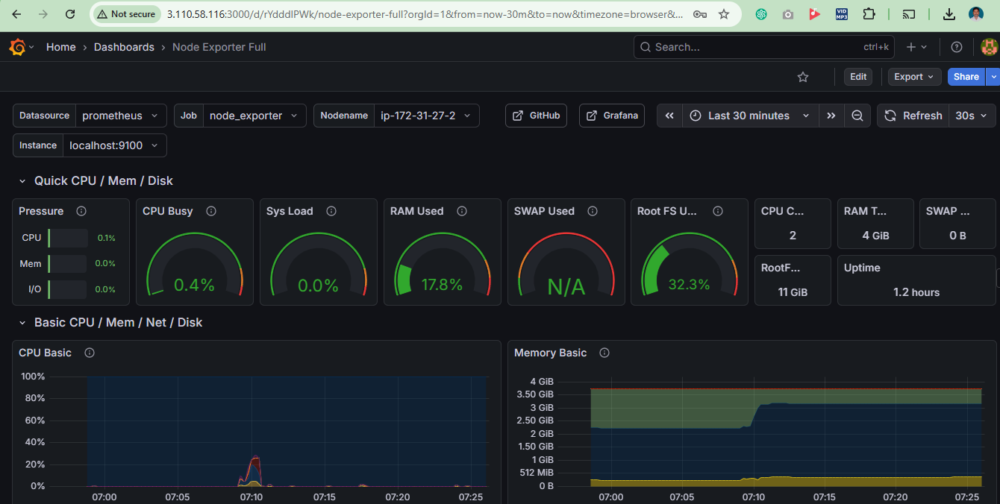 Not secure 3.110.58.116:3000/d/rYdddlPWk/node-exporter-full?orgId=1&from=now-30m&to=now&timezone=browser&...
VID MP3
Home › Dashboards › Node Exporter Full
Search... ctrl+k
Edit Export Share
Datasource prometheus Job node_exporter Nodename ip-172-31-27-2 GitHub Grafana Last 30 minutes Refresh 30s
Instance localhost:9100
Quick CPU / Mem / Disk
Pressure CPU Busy Sys Load RAM Used SWAP Used Root FS U... CPU C... RAM T... SWAP ...
CPU 0.1%
Mem 0.0%
I/O 0.0%
0.4% 0.0% 17.8% N/A 32.3%
2 4 GiB 0 B
RootF... Uptime
11 GiB 1.2 hours
Basic CPU / Mem / Net / Disk
CPU Basic
100%
80%
60%
40%
20%
0%
07:00 07:05 07:10 07:15 07:20 07:25
Memory Basic
4 GiB
3.50 GiB
3 GiB
2.50 GiB
2 GiB
1.50 GiB
1 GiB
512 MiB
0 B
07:00 07:05 07:10 07:15 07:20 07:25